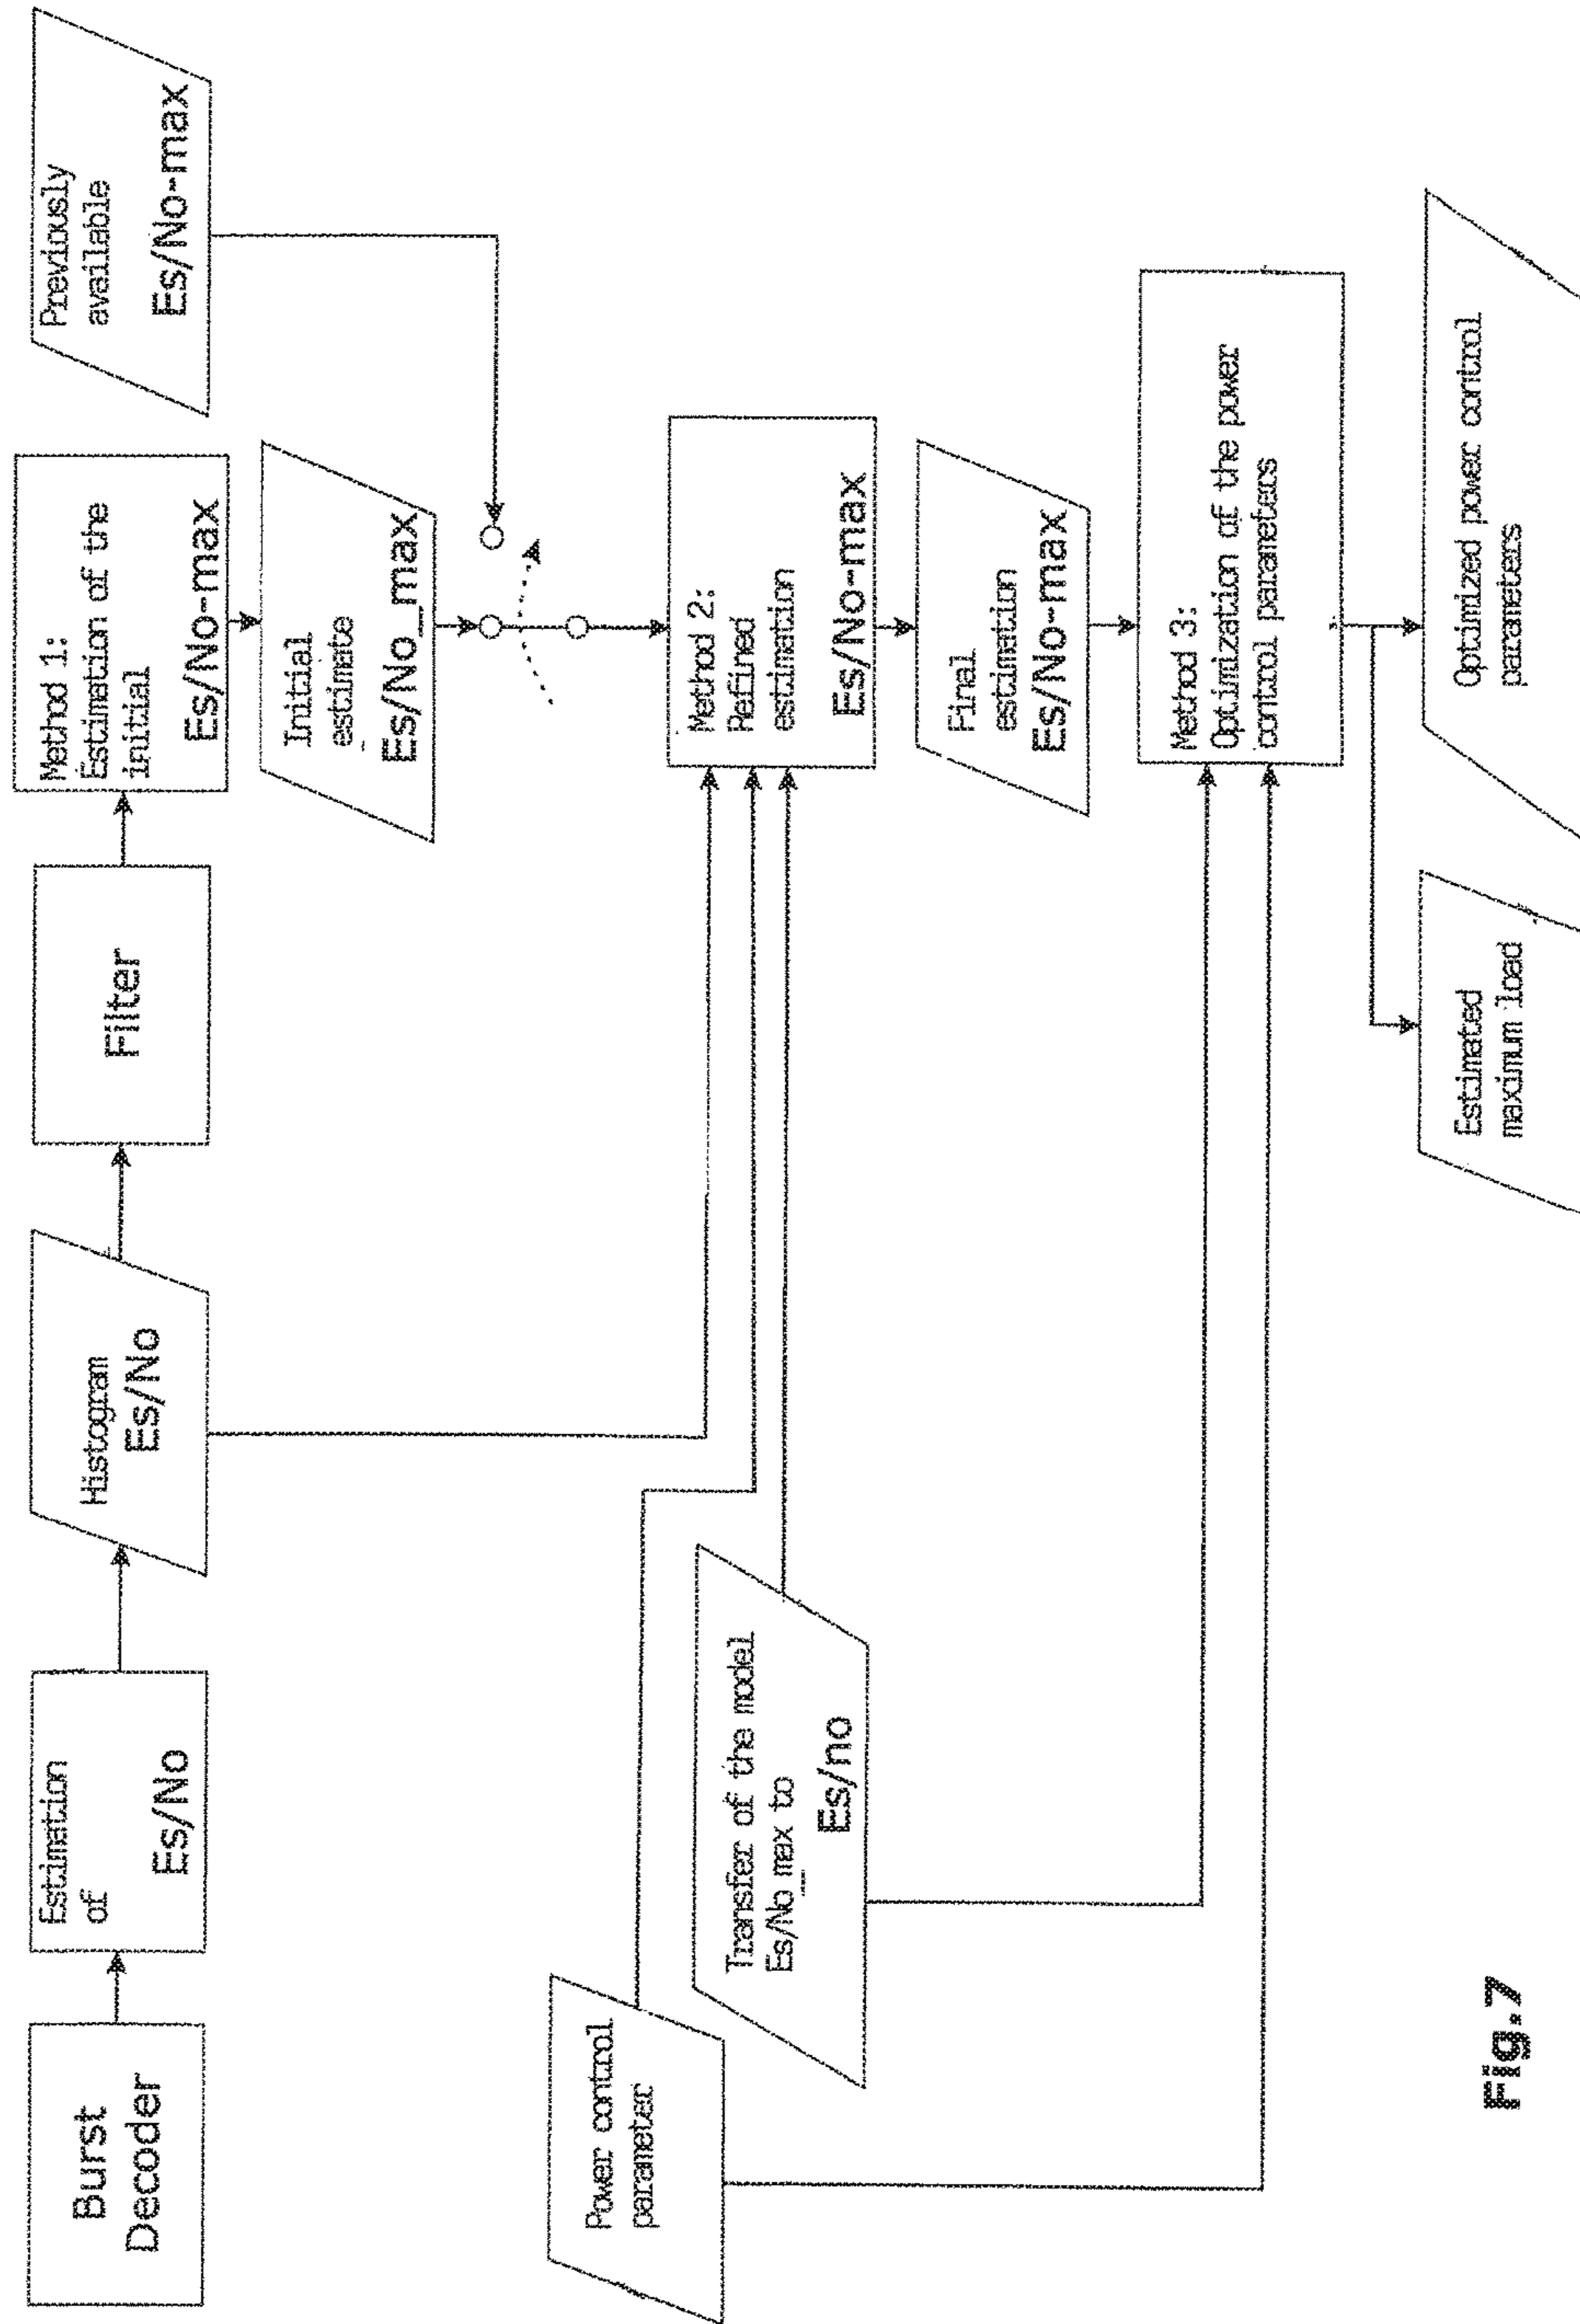 Burst
Decoder
Estimation
of
Es/No
Histogram
Es/No
Filter
Method 1:
Estimation of the
initial
Es/No-max
Previously
available
Es/No-max
Initial
estimate
Es/No_max
Power control
parameter
Transfer of the model
Es/No_max to
Es/no
Method 2:
Refined
estimation
Es/No-max
Final
estimation
Es/No-max
Method 3:
Optimization of the power
control parameters
Estimated
maximum load
Optimized power control
parameters
Fig.7